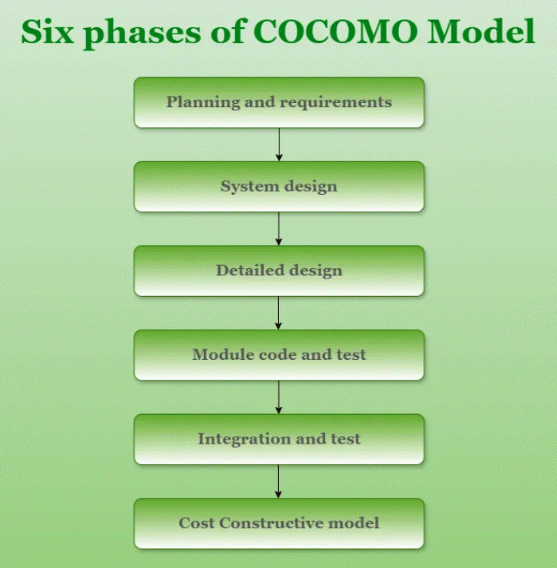 Six phases of COCOMO Model
Planning and requirements
System design
Detailed design
Module code and test
Integration and test
Cost Constructive model